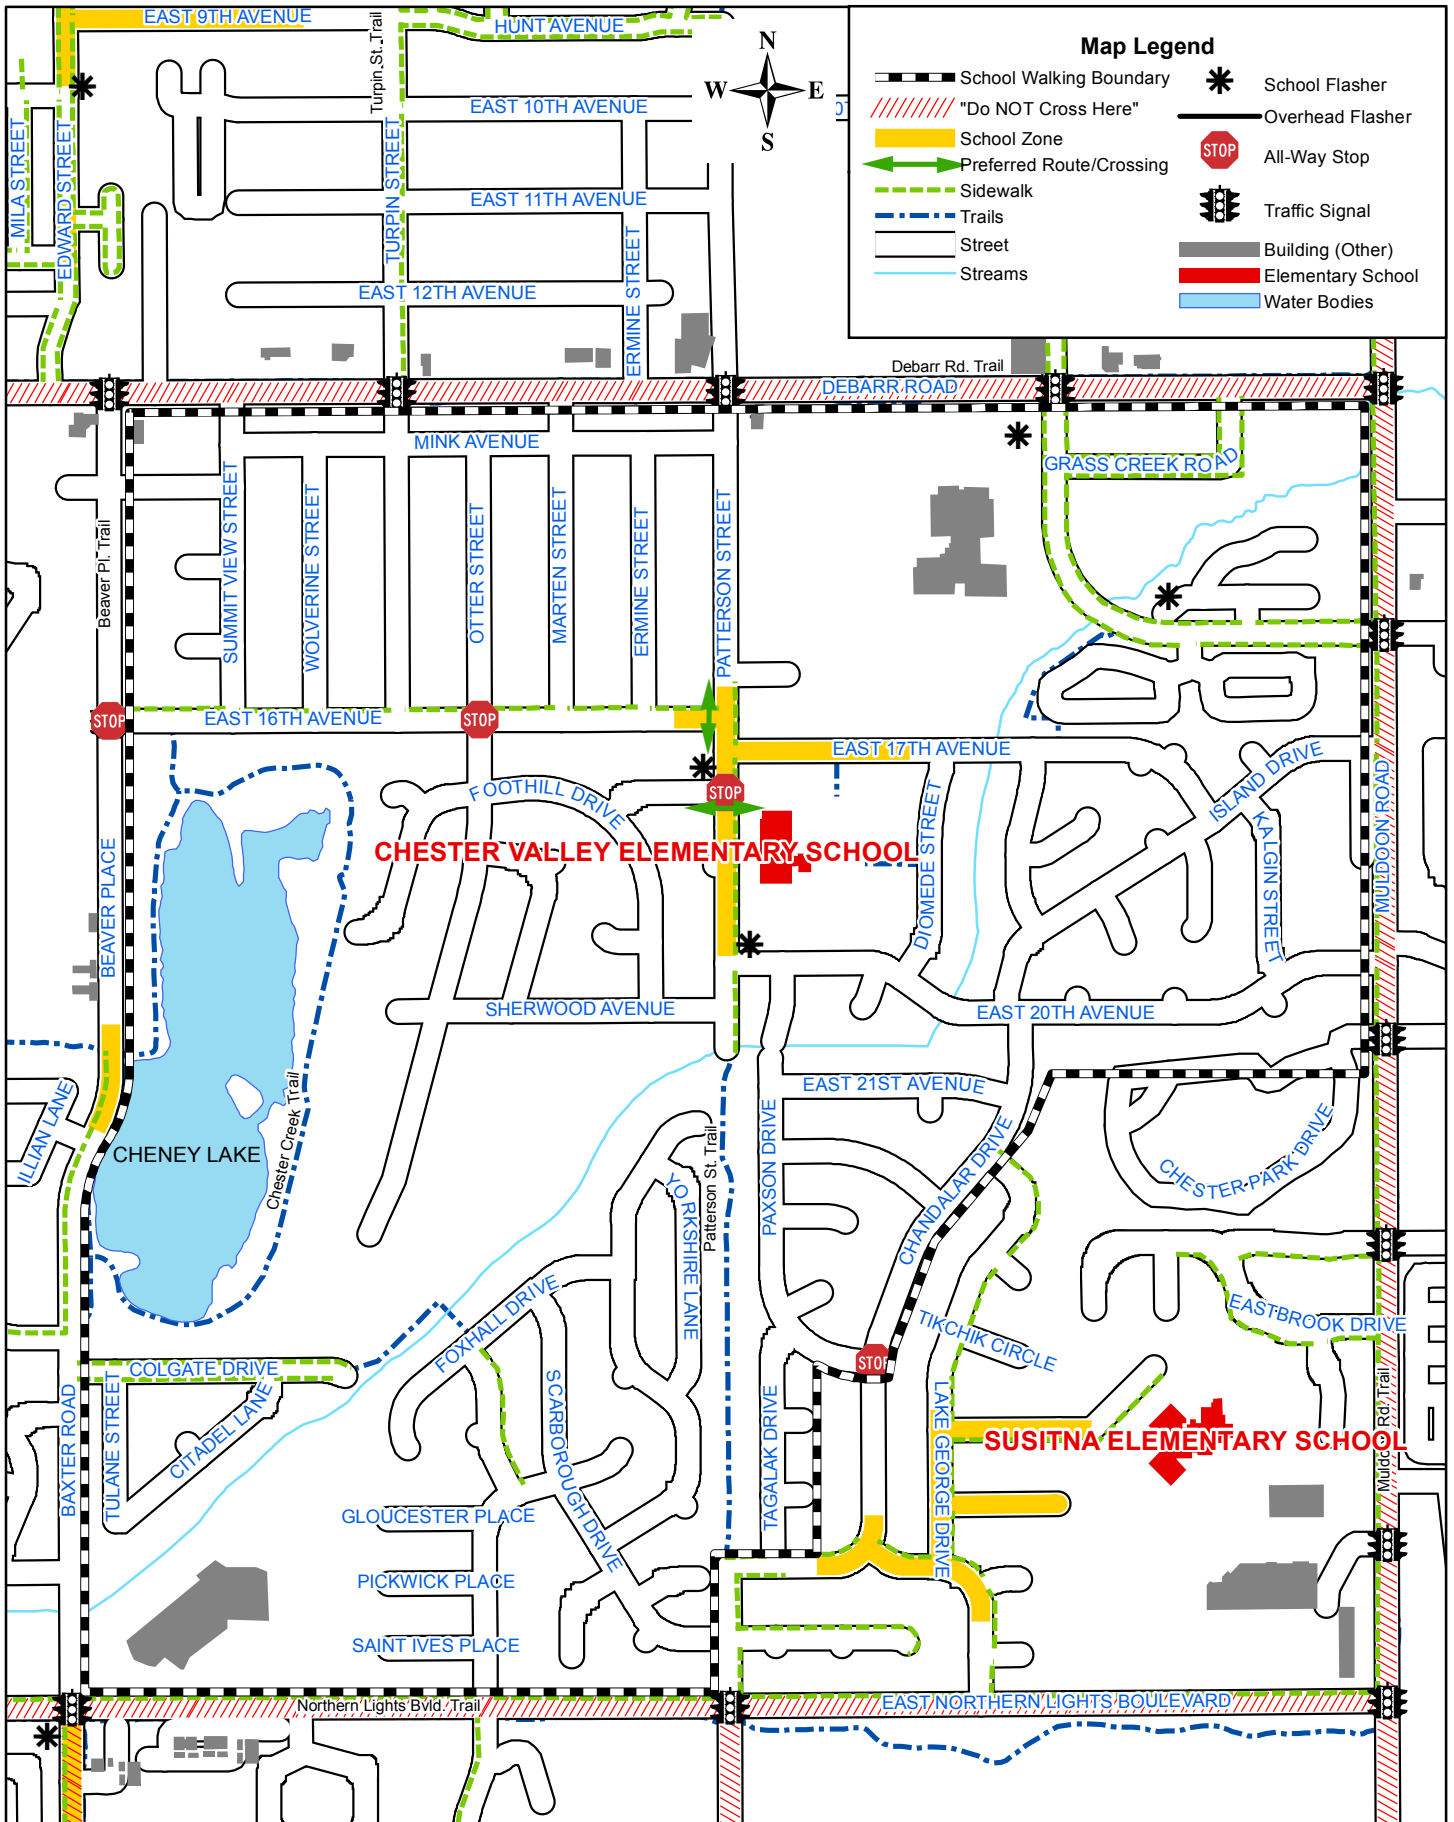 EAST 9TH AVENUE
HUNT AVENUE
Turpin St. Trail
N
W
E
S
EAST 10TH AVENUE
MILA STREET
EDWARD STREET
TURPIN STREET
EAST 11TH AVENUE
ERMINE STREET
EAST 12TH AVENUE
Map Legend
School Walking Boundary
"Do NOT Cross Here"
School Zone
Preferred Route/Crossing
Sidewalk
Trails
Street
Streams
School Flasher
Overhead Flasher
STOP
All-Way Stop
Traffic Signal
Building (Other)
Elementary School
Water Bodies
Debarr Rd. Trail
DEBARR ROAD
MINK AVENUE
GRASS CREEK ROAD
Beaver Pl. Trail
SUMMIT VIEW STREET
WOLVERINE STREET
OTTER STREET
MARTEN STREET
ERMINE STREET
PATTERSON STREET
STOP
EAST 16TH AVENUE
STOP
EAST 17TH AVENUE
STOP
FOOTHILL DRIVE
ISLAND DRIVE
KALGIN STREET
MULDOON ROAD
DIOMEDE STREET
CHESTER VALLEY ELEMENTARY SCHOOL
BEAVER PLACE
SHERWOOD AVENUE
EAST 20TH AVENUE
EAST 21ST AVENUE
ILLIAN LANE
CHENEY LAKE
Chester Creek Trail
Patterson St. Trail
YORKSHIRE LANE
PAXSON DRIVE
CHANDALAR DRIVE
CHESTER PARK DRIVE
FOXHALL DRIVE
EASTBROOK DRIVE
TIKCHIK CIRCLE
STOP
COLGATE DRIVE
CITADEL LANE
TULANE STREET
BAXTER ROAD
SCARBOROUGH DRIVE
TAGALAK DRIVE
LAKE GEORGE DRIVE
SUSITNA ELEMENTARY SCHOOL
Muldoon Rd. Trail
GLOUCESTER PLACE
PICKWICK PLACE
SAINT IVES PLACE
Northern Lights Bvld. Trail
EAST NORTHERN LIGHTS BOULEVARD